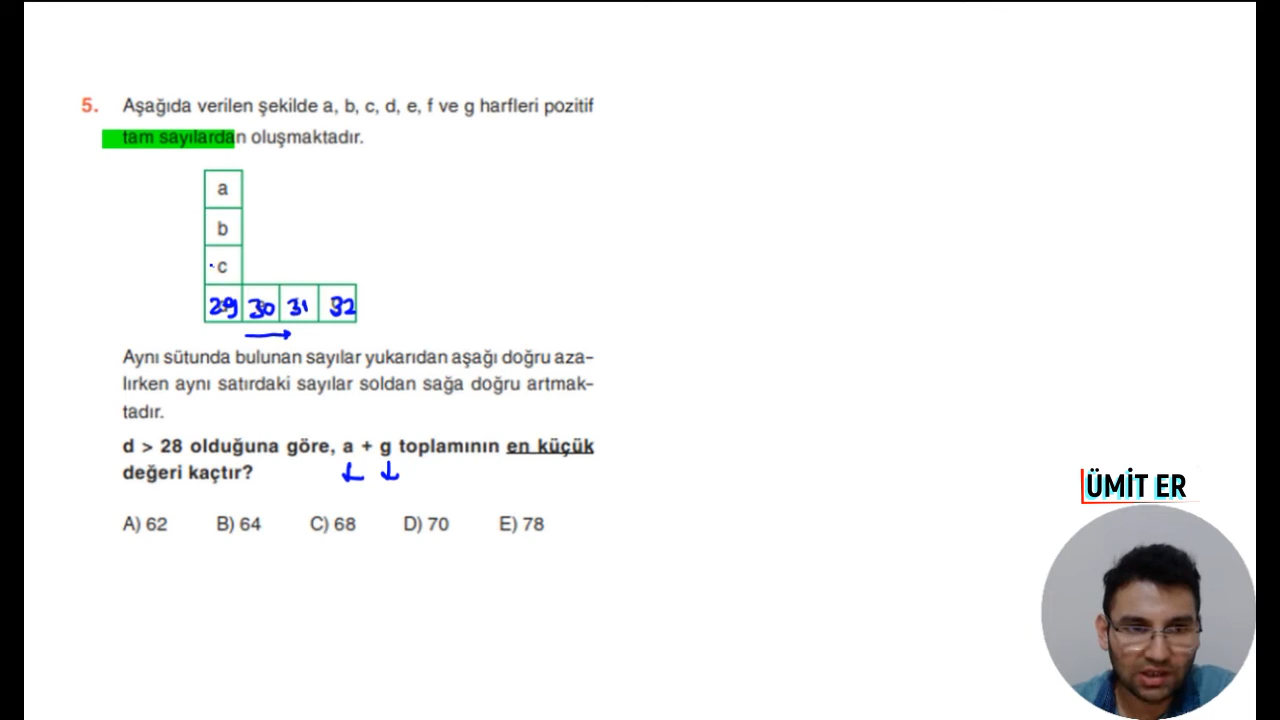 5. Aşağıda verilen şekilde a, b, c, d, e, f ve g harfleri pozitif
tam sayılardan oluşmaktadır.
a
b
c
29 30 31 32
Aynı sütunda bulunan sayılar yukarıdan aşağı doğru aza-
lırken aynı satırdaki sayılar soldan sağa doğru artmak-
tadır.
d > 28 olduğuna göre, a + g toplamının en küçük
değeri kaçtır?
A) 62 B) 64 C) 68 D) 70 E) 78
ÜMİT ER